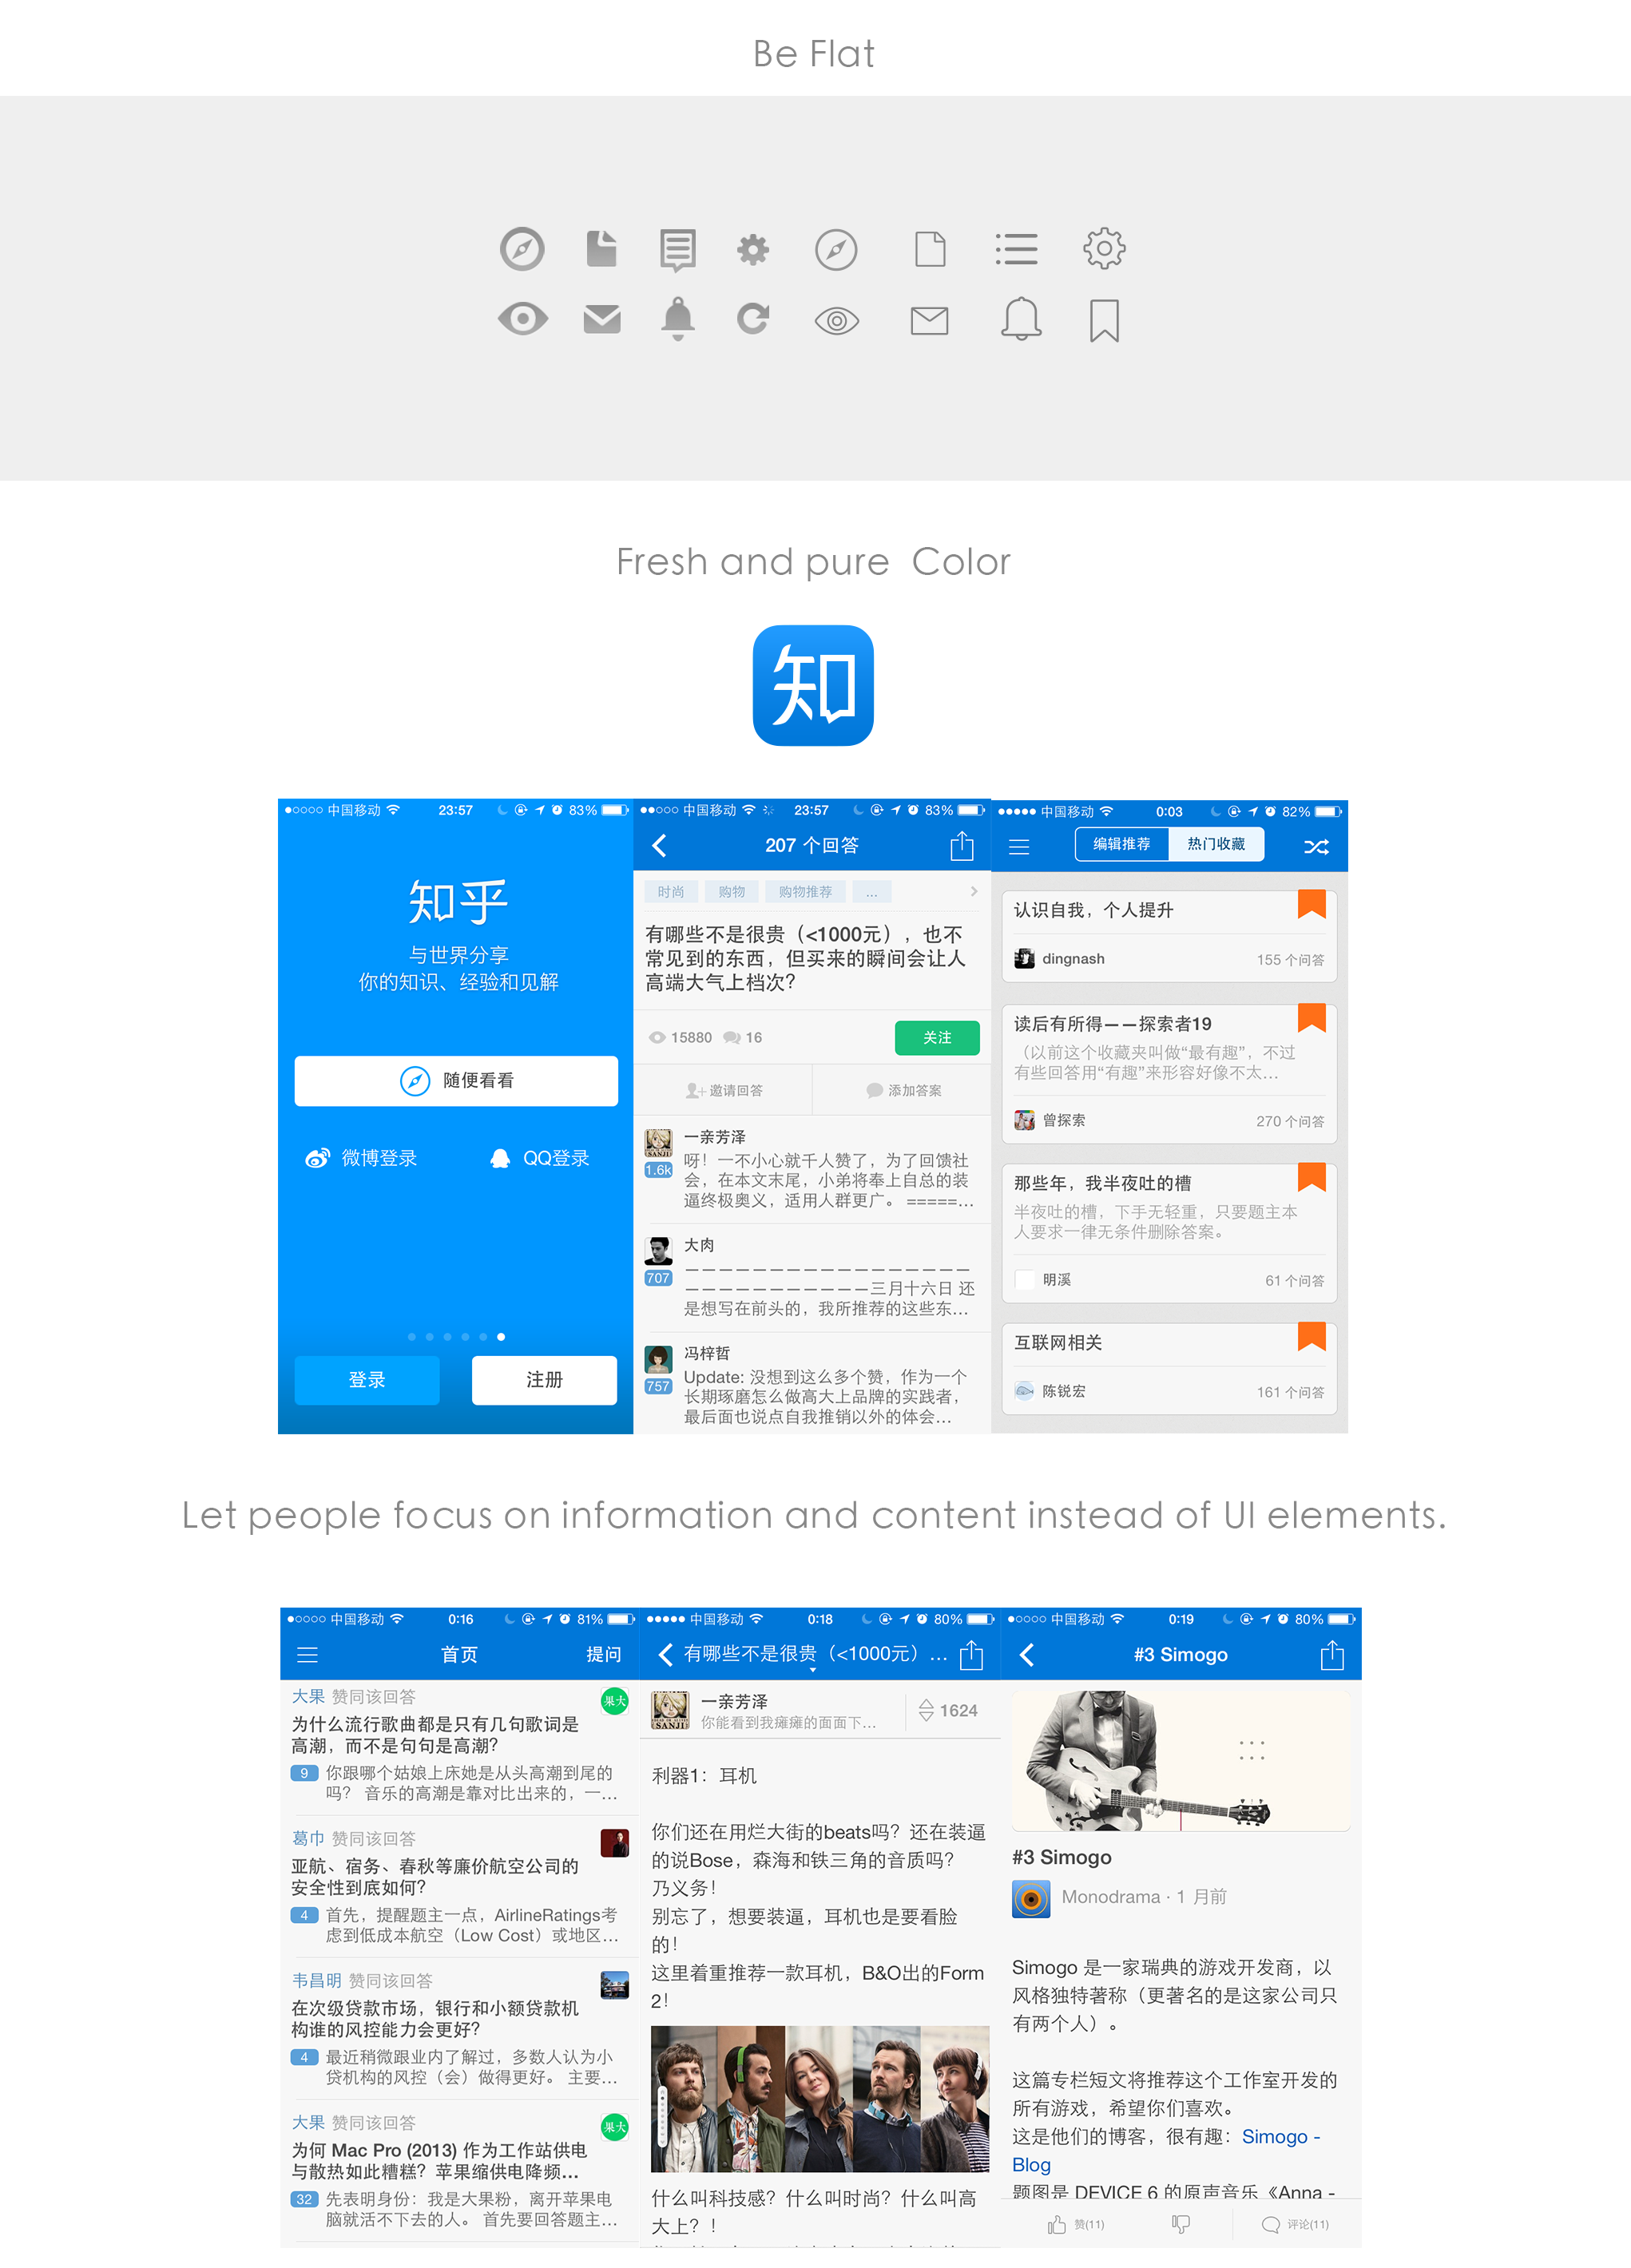 Be Flat
Fresh and pure Color
知
中国移动 23:57 83%
知乎
与世界分享
你的知识、经验和见解
随便看看
微博登录 QQ登录
登录 注册
中国移动 23:57 83%
207 个回答
时尚 购物 购物推荐 ...
有哪些不是很贵（<1000元），也不
常见到的东西，但买来的瞬间会让人
高端大气上档次？
15880 16 关注
邀请回答 添加答案
一亲芳泽
1.6k
呀！一不小心就千人赞了，为了回馈社
会，在本文末尾，小弟将奉上自总的装
逼终极奥义，适用人群更广。 =====...
大肉
707
— — — — — — — — — — — — — — — — —
— — — — — — — — — — —三月十六日 还
是想写在前头的，我所推荐的这些东...
冯梓哲
757
Update: 没想到这么多个赞，作为一个
长期琢磨怎么做高大上品牌的实践者，
最后面也说点自我推销以外的体会...
中国移动 0:03 82%
编辑推荐 热门收藏
认识自我，个人提升
dingnash 155 个问答
读后有所得——探索者19
（以前这个收藏夹叫做“最有趣”，不过
有些回答用“有趣”来形容好像不太...
曾探索 270 个问答
那些年，我半夜吐的槽
半夜吐的槽，下手无轻重，只要题主本
人要求一律无条件删除答案。
明溪 61 个问答
互联网相关
陈锐宏 161 个问答
Let people focus on information and content instead of UI elements.
中国移动 0:16 81%
首页 提问
大果 赞同该回答
果大
为什么流行歌曲都是只有几句歌词是
高潮，而不是句句是高潮？
9 你跟哪个姑娘上床她是从头高潮到尾的
吗？ 音乐的高潮是靠对比出来的，一...
葛巾 赞同该回答
亚航、宿务、春秋等廉价航空公司的
安全性到底如何？
4 首先，提醒题主一点，AirlineRatings考
虑到低成本航空（Low Cost）或地区...
韦昌明 赞同该回答
在次级贷款市场，银行和小额贷款机
构谁的风控能力会更好？
4 最近稍微跟业内了解过，多数人认为小
贷机构的风控（会）做得更好。 主要...
大果 赞同该回答
果大
为何 Mac Pro (2013) 作为工作站供电
与散热如此糟糕？苹果缩供电降频...
32 先表明身份：我是大果粉，离开苹果电
脑就活不下去的人。 首先要回答题主...
中国移动 0:18 80%
有哪些不是很贵（<1000元）...
SANJI
一亲芳泽
你能看到我瘫瘫的面面下... 1624
利器1：耳机
你们还在用烂大街的beats吗？还在装逼
的说Bose，森海和铁三角的音质吗？
乃义务！
别忘了，想要装逼，耳机也是要看脸
的！
这里着重推荐一款耳机，B&O出的Form
2！
什么叫科技感？什么叫时尚？什么叫高
大上？！
中国移动 0:19 80%
#3 Simogo
#3 Simogo
Monodrama · 1 月前
Simogo 是一家瑞典的游戏开发商，以
风格独特著称（更著名的是这家公司只
有两个人）。
这篇专栏短文将推荐这个工作室开发的
所有游戏，希望你们喜欢。
这是他们的博客，很有趣：Simogo -
Blog
题图是 DEVICE 6 的原声音乐《Anna -
赞(11) 评论(11)